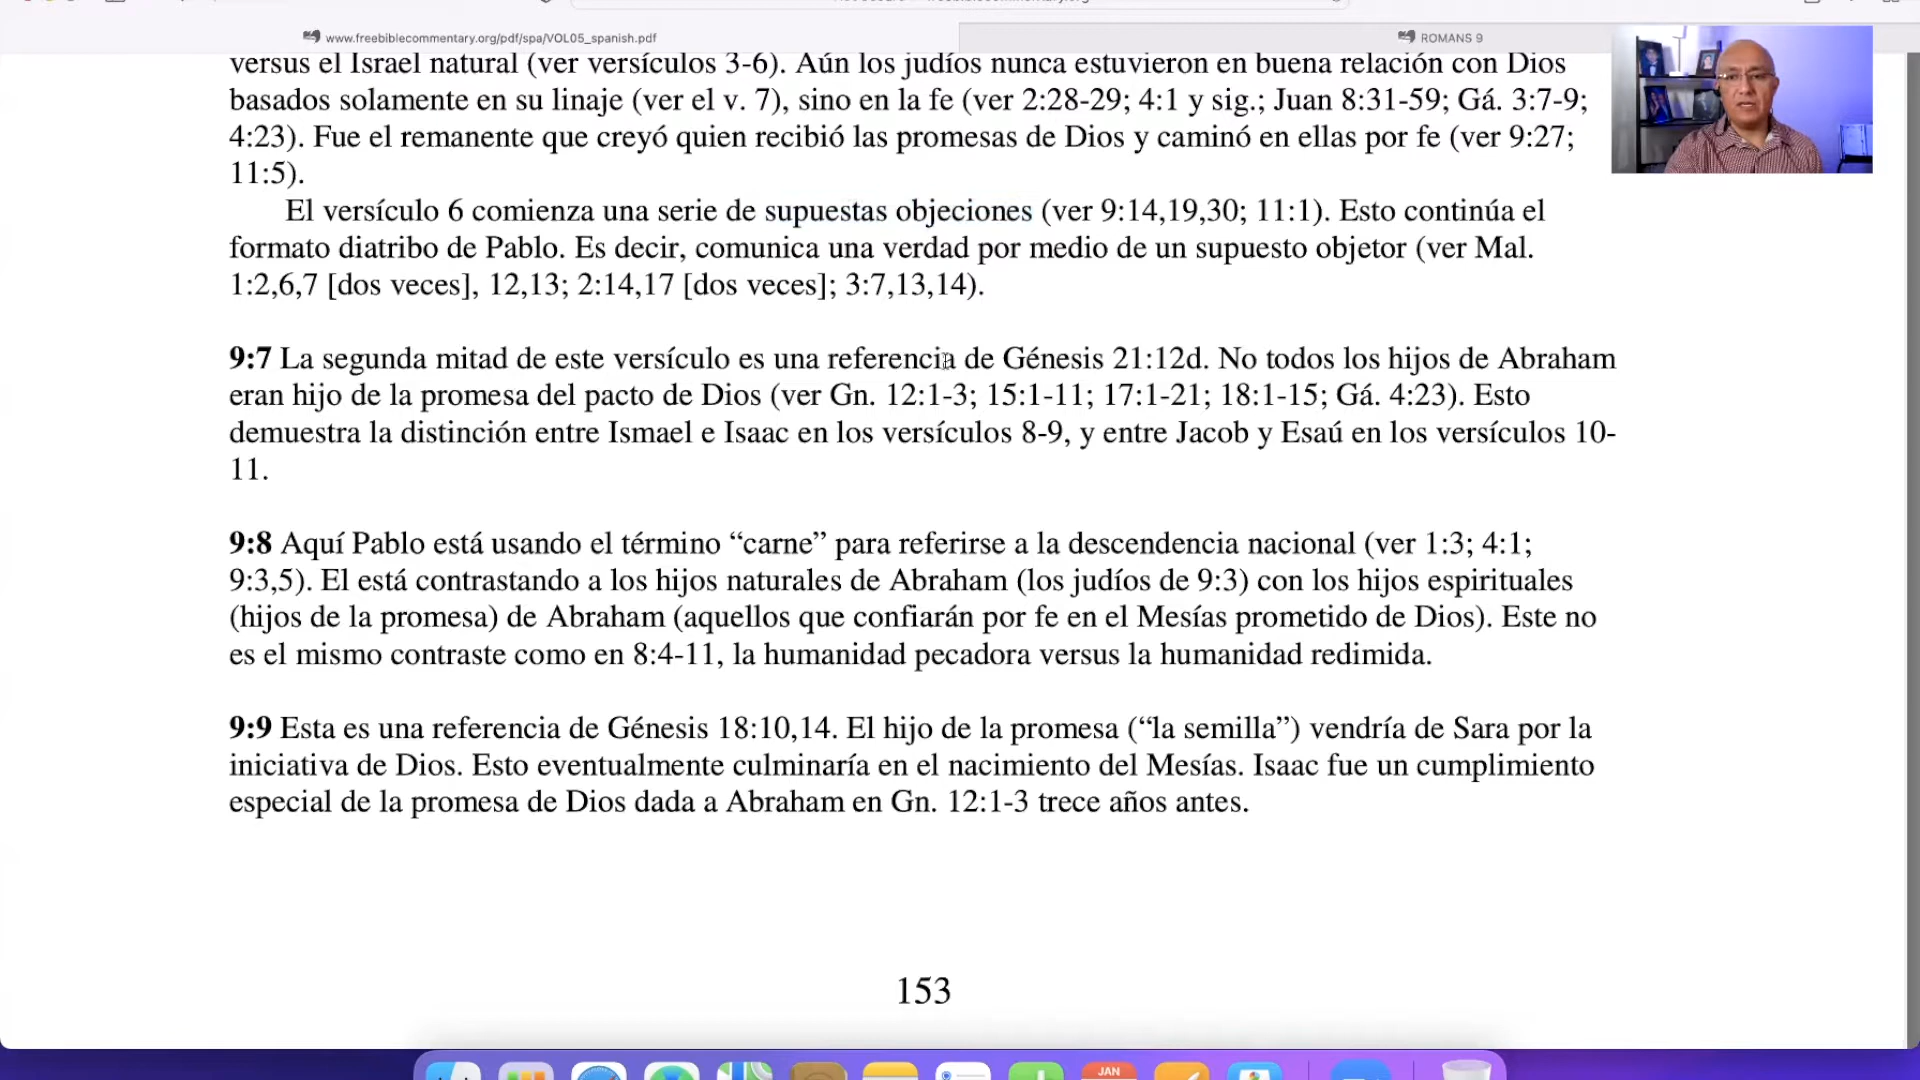 www.freebiblecommentary.org/pdf/spa/VOL05_spanish.pdf
ROMANS 9
versus el Israel natural (ver versículos 3-6). Aún los judíos nunca estuvieron en buena relación con Dios
basados solamente en su linaje (ver el v. 7), sino en la fe (ver 2:28-29; 4:1 y sig.; Juan 8:31-59; Gá. 3:7-9;
4:23). Fue el remanente que creyó quien recibió las promesas de Dios y caminó en ellas por fe (ver 9:27;
11:5).
El versículo 6 comienza una serie de supuestas objeciones (ver 9:14,19,30; 11:1). Esto continúa el
formato diatribo de Pablo. Es decir, comunica una verdad por medio de un supuesto objetor (ver Mal.
1:2,6,7 [dos veces], 12,13; 2:14,17 [dos veces]; 3:7,13,14).
9:7 La segunda mitad de este versículo es una referencia de Génesis 21:12d. No todos los hijos de Abraham
eran hijo de la promesa del pacto de Dios (ver Gn. 12:1-3; 15:1-11; 17:1-21; 18:1-15; Gá. 4:23). Esto
demuestra la distinción entre Ismael e Isaac en los versículos 8-9, y entre Jacob y Esaú en los versículos 10-
11.
9:8 Aquí Pablo está usando el término “carne” para referirse a la descendencia nacional (ver 1:3; 4:1;
9:3,5). El está contrastando a los hijos naturales de Abraham (los judíos de 9:3) con los hijos espirituales
(hijos de la promesa) de Abraham (aquellos que confiarán por fe en el Mesías prometido de Dios). Este no
es el mismo contraste como en 8:4-11, la humanidad pecadora versus la humanidad redimida.
9:9 Esta es una referencia de Génesis 18:10,14. El hijo de la promesa (“la semilla”) vendría de Sara por la
iniciativa de Dios. Esto eventualmente culminaría en el nacimiento del Mesías. Isaac fue un cumplimiento
especial de la promesa de Dios dada a Abraham en Gn. 12:1-3 trece años antes.
153
JAN